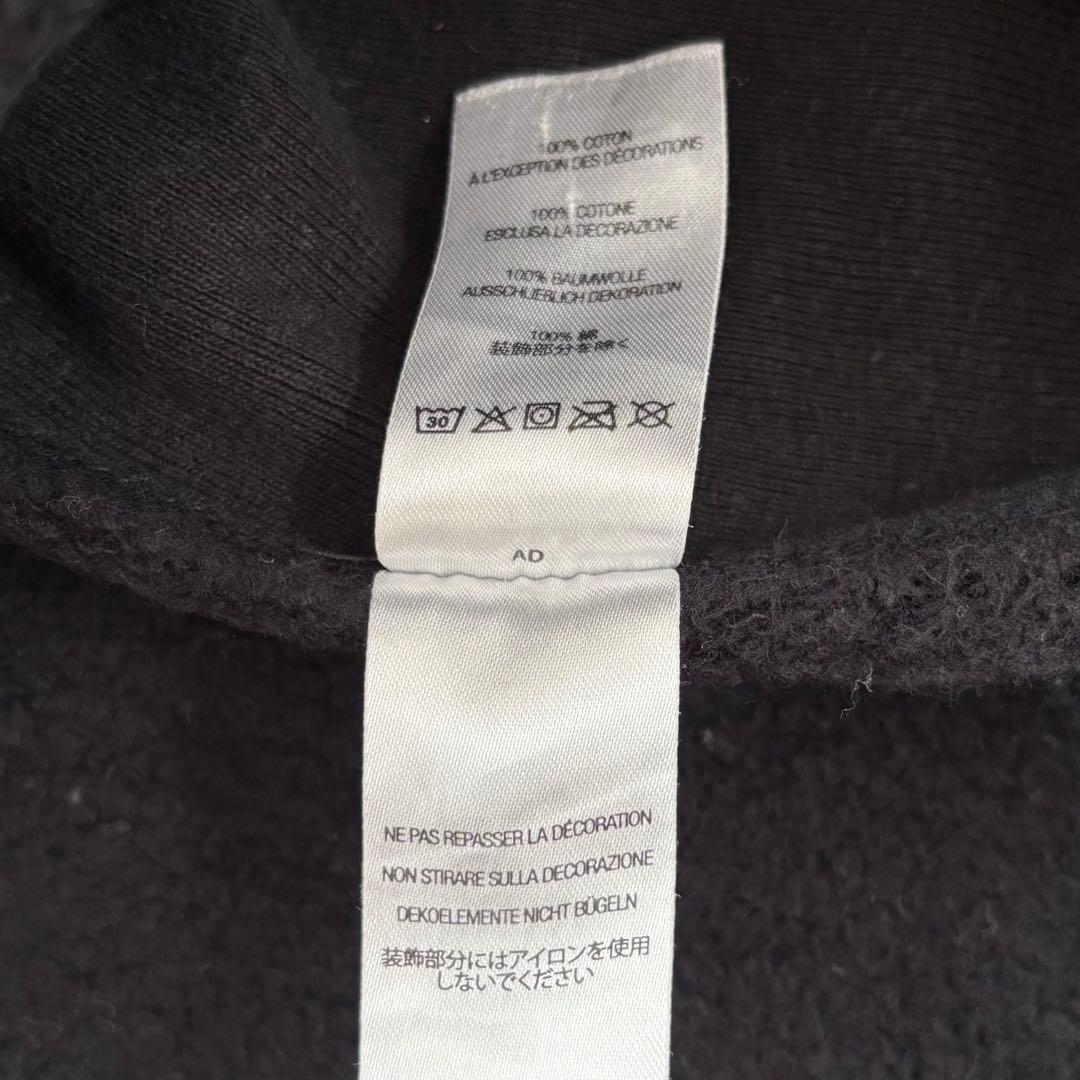 100% COTON
À L'EXCEPTION DES DÉCORATIONS
100% COTONE
ESCLUSA LA DECORAZIONE
100% BAUMWOLLE
AUSSCHLIEßLICH DEKORATION
100% 綿
装飾部分を除く
30
AD
NE PAS REPASSER LA DÉCORATION
NON STIRARE SULLA DECORAZIONE
DEKOELEMENTE NICHT BÜGELN
装飾部分にはアイロンを使用
しないでください